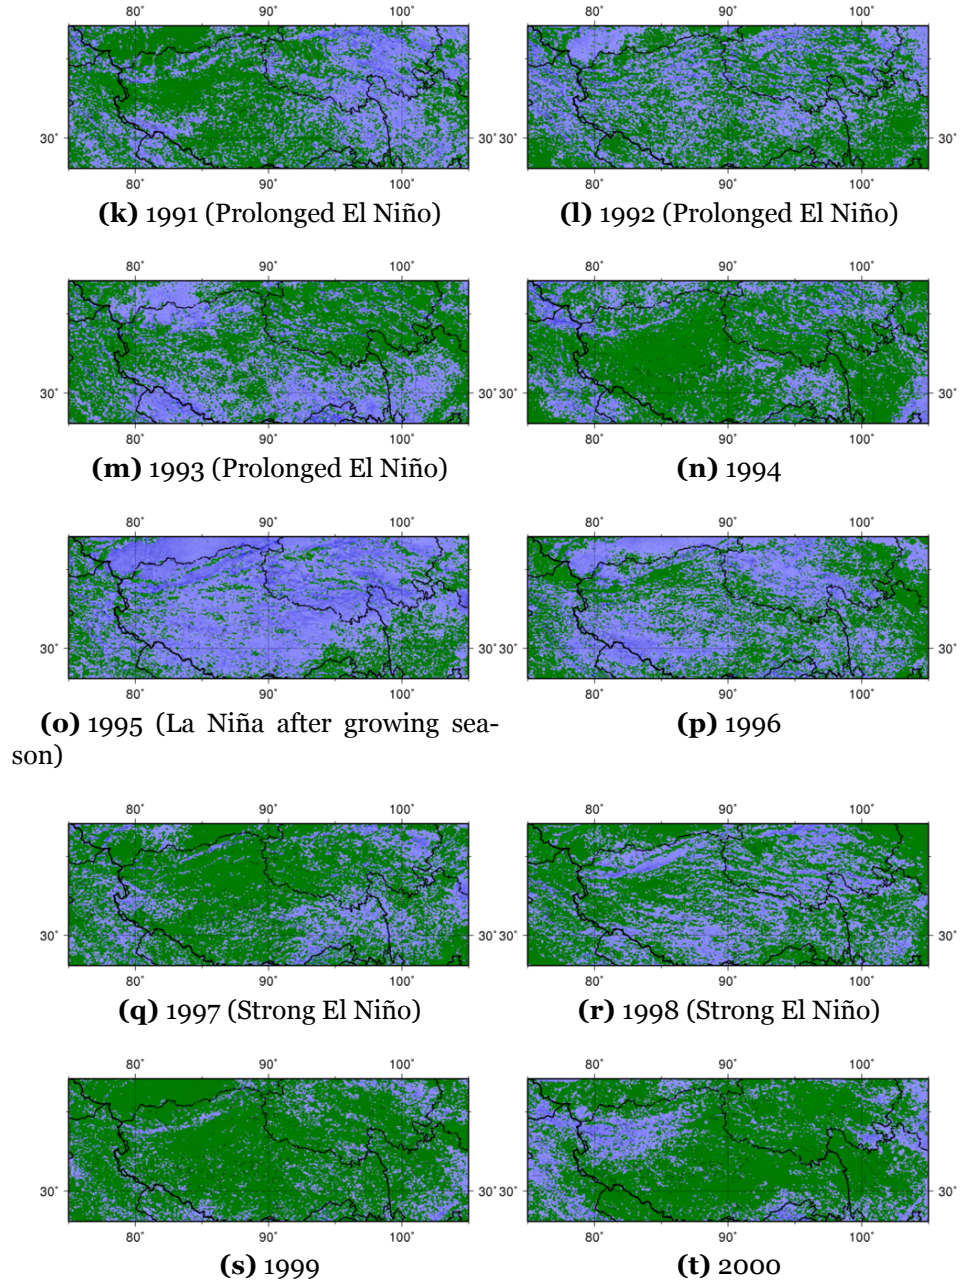 80° 90° 100° 80° 90° 100°
30° 30° 30° 30°
80° 90° 100° 80° 90° 100°
(k) 1991 (Prolonged El Niño) (l) 1992 (Prolonged El Niño)
80° 90° 100° 80° 90° 100°
30° 30° 30° 30°
80° 90° 100° 80° 90° 100°
(m) 1993 (Prolonged El Niño) (n) 1994
80° 90° 100° 80° 90° 100°
30° 30° 30° 30°
80° 90° 100° 80° 90° 100°
(o) 1995 (La Niña after growing sea-
son)
(p) 1996
80° 90° 100° 80° 90° 100°
30° 30° 30° 30°
80° 90° 100° 80° 90° 100°
(q) 1997 (Strong El Niño) (r) 1998 (Strong El Niño)
80° 90° 100° 80° 90° 100°
30° 30° 30° 30°
80° 90° 100° 80° 90° 100°
(s) 1999 (t) 2000